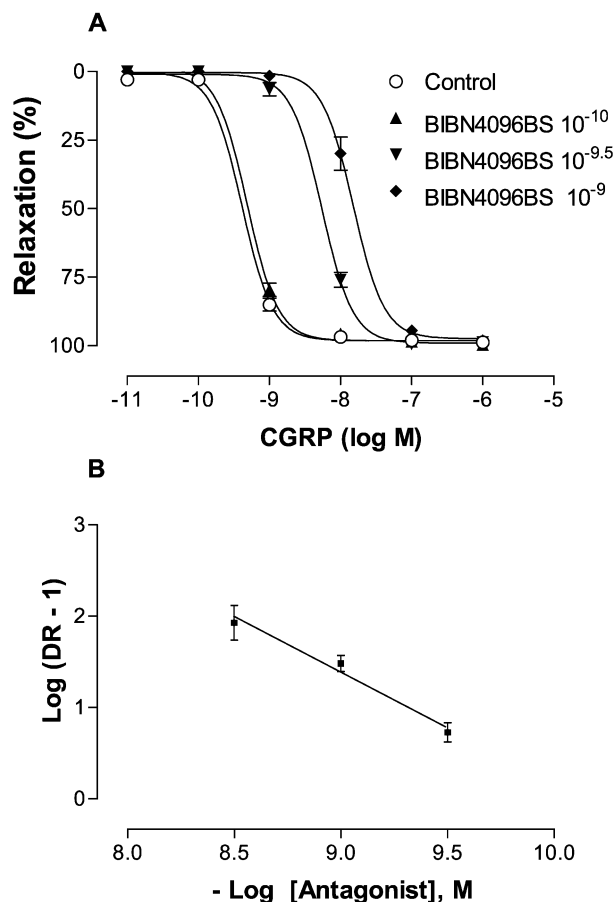 A
Relaxation (%)
0
25
50
75
100
Control
BIBN4096BS 10-10
BIBN4096BS 10-9.5
BIBN4096BS 10-9
-11 -10 -9 -8 -7 -6 -5
CGRP (log M)
B
Log (DR - 1)
3
2
1
0
8.0 8.5 9.0 9.5 10.0
- Log [Antagonist], M